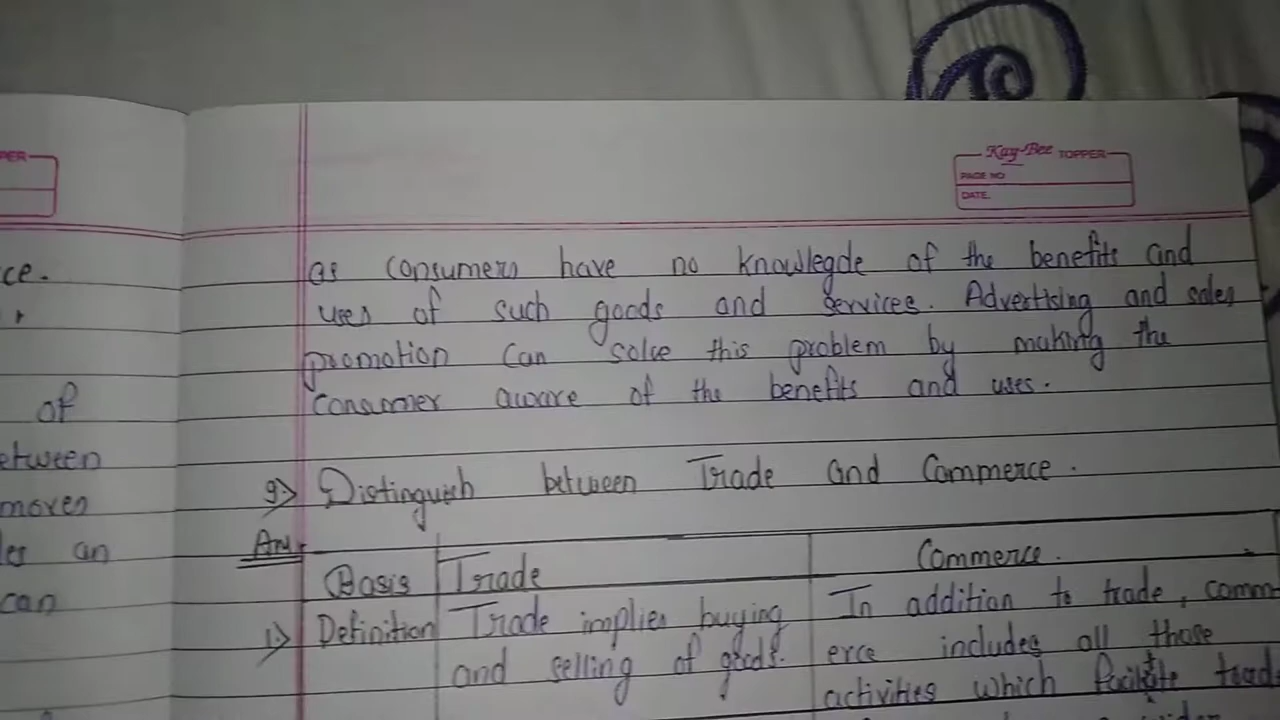 PER
ce.
of
etween
moves
les an
can
Kay-Bee TOPPER
PAGE NO
DATE.
as consumers have no knowlegde of the benefits and
uses of such goods and services. Advertising and sales
promotion can solve this problem by making the
consumer aware of the benefits and uses.
9.> Distinguish between Trade and Commerce.
Ans
Basis Trade Commerce.
1.> Definition Trade implies buying In addition to trade, comm-
and selling of goods. erce includes all those
activities which facilitate trade